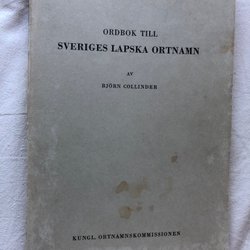 ORDBOK TILL
SVERIGES LAPSKA ORTNAMN
AV
BJÖRN COLLINDER
KUNGL. ORTNAMNSKOMMISSIONEN